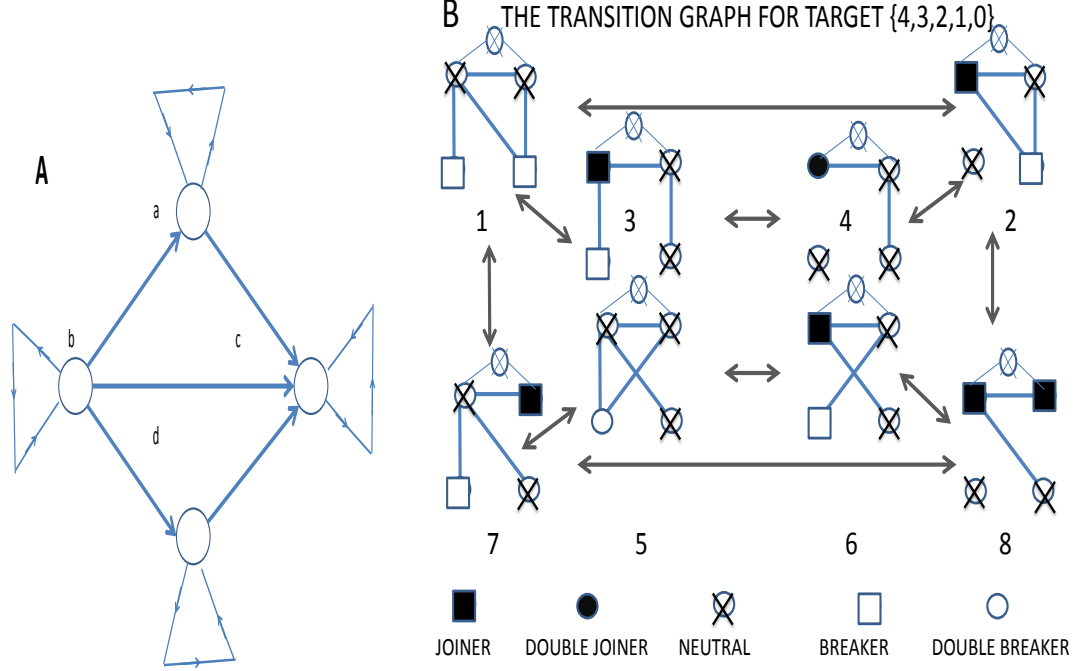 B
THE TRANSITION GRAPH FOR TARGET {4,3,2,1,0}
A
a
b
c
d
1
3
4
2
7
5
6
8
JOINER
DOUBLE JOINER
NEUTRAL
BREAKER
DOUBLE BREAKER